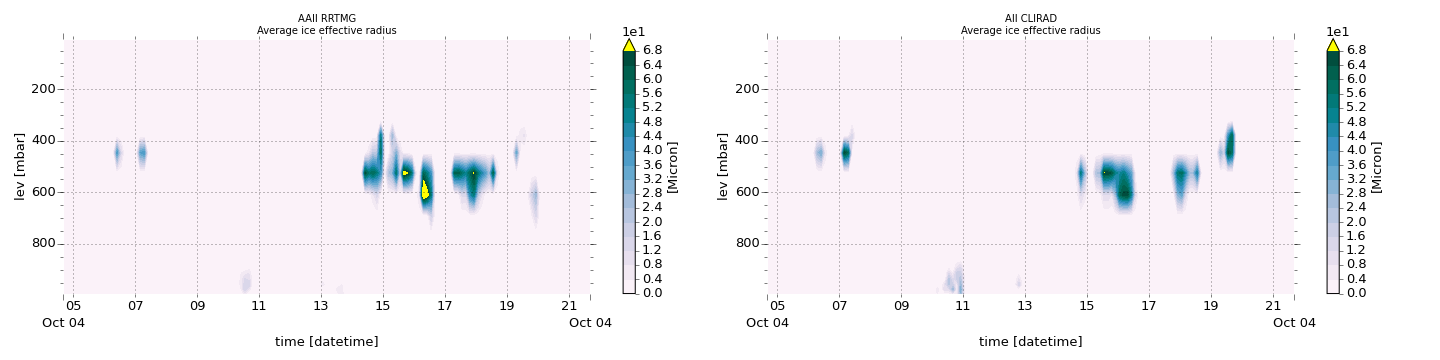 AAll RRTMG
Average ice effective radius
1e1
6.8
6.4
6.0
5.6
5.2
4.8
4.4
4.0
3.6
3.2
2.8
2.4
2.0
1.6
1.2
0.8
0.4
0.0
[Micron]
lev [mbar]
200
400
600
800
05 07 09 11 13 15 17 19 21
Oct 04 Oct 04
time [datetime]
All CLIRAD
Average ice effective radius
1e1
6.8
6.4
6.0
5.6
5.2
4.8
4.4
4.0
3.6
3.2
2.8
2.4
2.0
1.6
1.2
0.8
0.4
0.0
[Micron]
lev [mbar]
200
400
600
800
05 07 09 11 13 15 17 19 21
Oct 04 Oct 04
time [datetime]